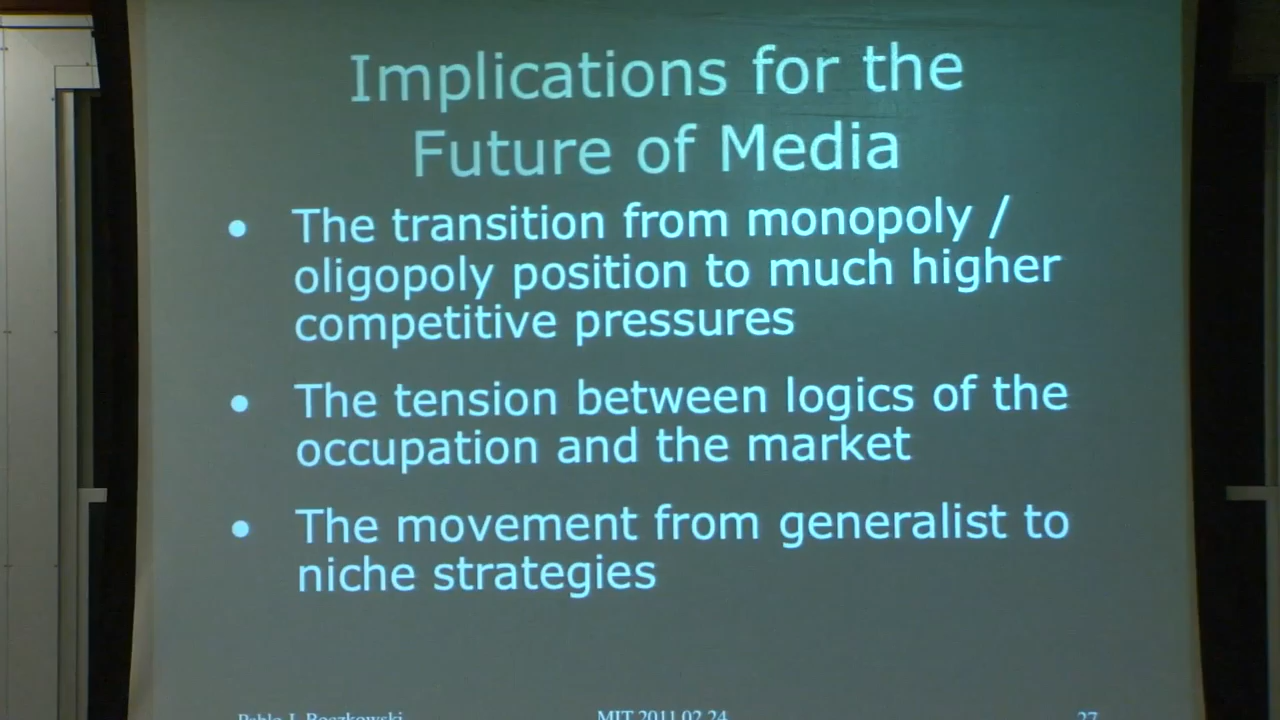 Implications for the
Future of Media
• The transition from monopoly /
oligopoly position to much higher
competitive pressures
• The tension between logics of the
occupation and the market
• The movement from generalist to
niche strategies
Pablo J. Boczkowski
MIT 2011.02.24
27